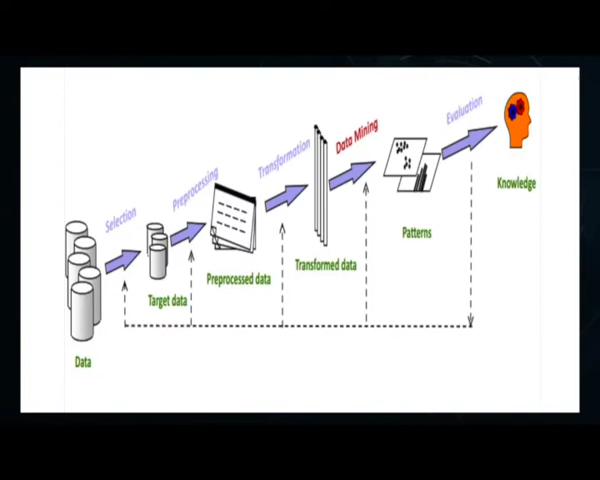 Evaluation
Data Mining
Transformation
Preprocessing
Selection
Knowledge
Patterns
Transformed data
Preprocessed data
Target data
Data